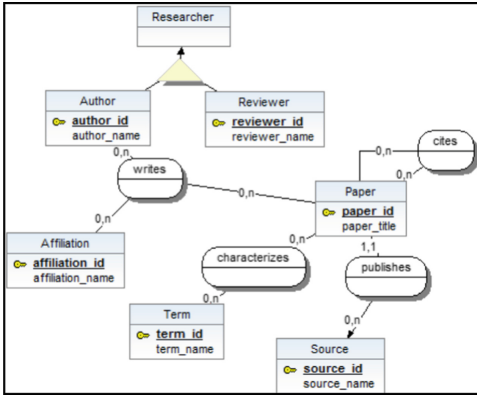 Researcher
Author
author_id
author_name
Reviewer
reviewer_id
reviewer_name
0,n
writes
0,n
0,n
cites
0,n
0,n
Paper
paper_id
paper_title
Affiliation
affiliation_id
affiliation_name
0,n
1,1
characterizes
publishes
0,n
Term
term_id
term_name
0,n
Source
source_id
source_name